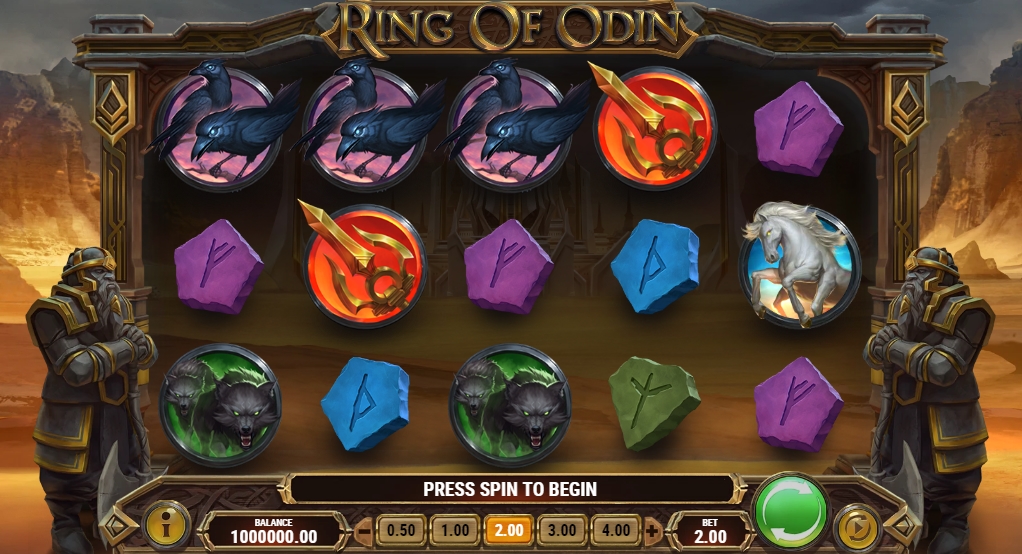 RING OF ODIN
PRESS SPIN TO BEGIN
BALANCE
1000000.00
0.50
1.00
2.00
3.00
4.00
BET
2.00